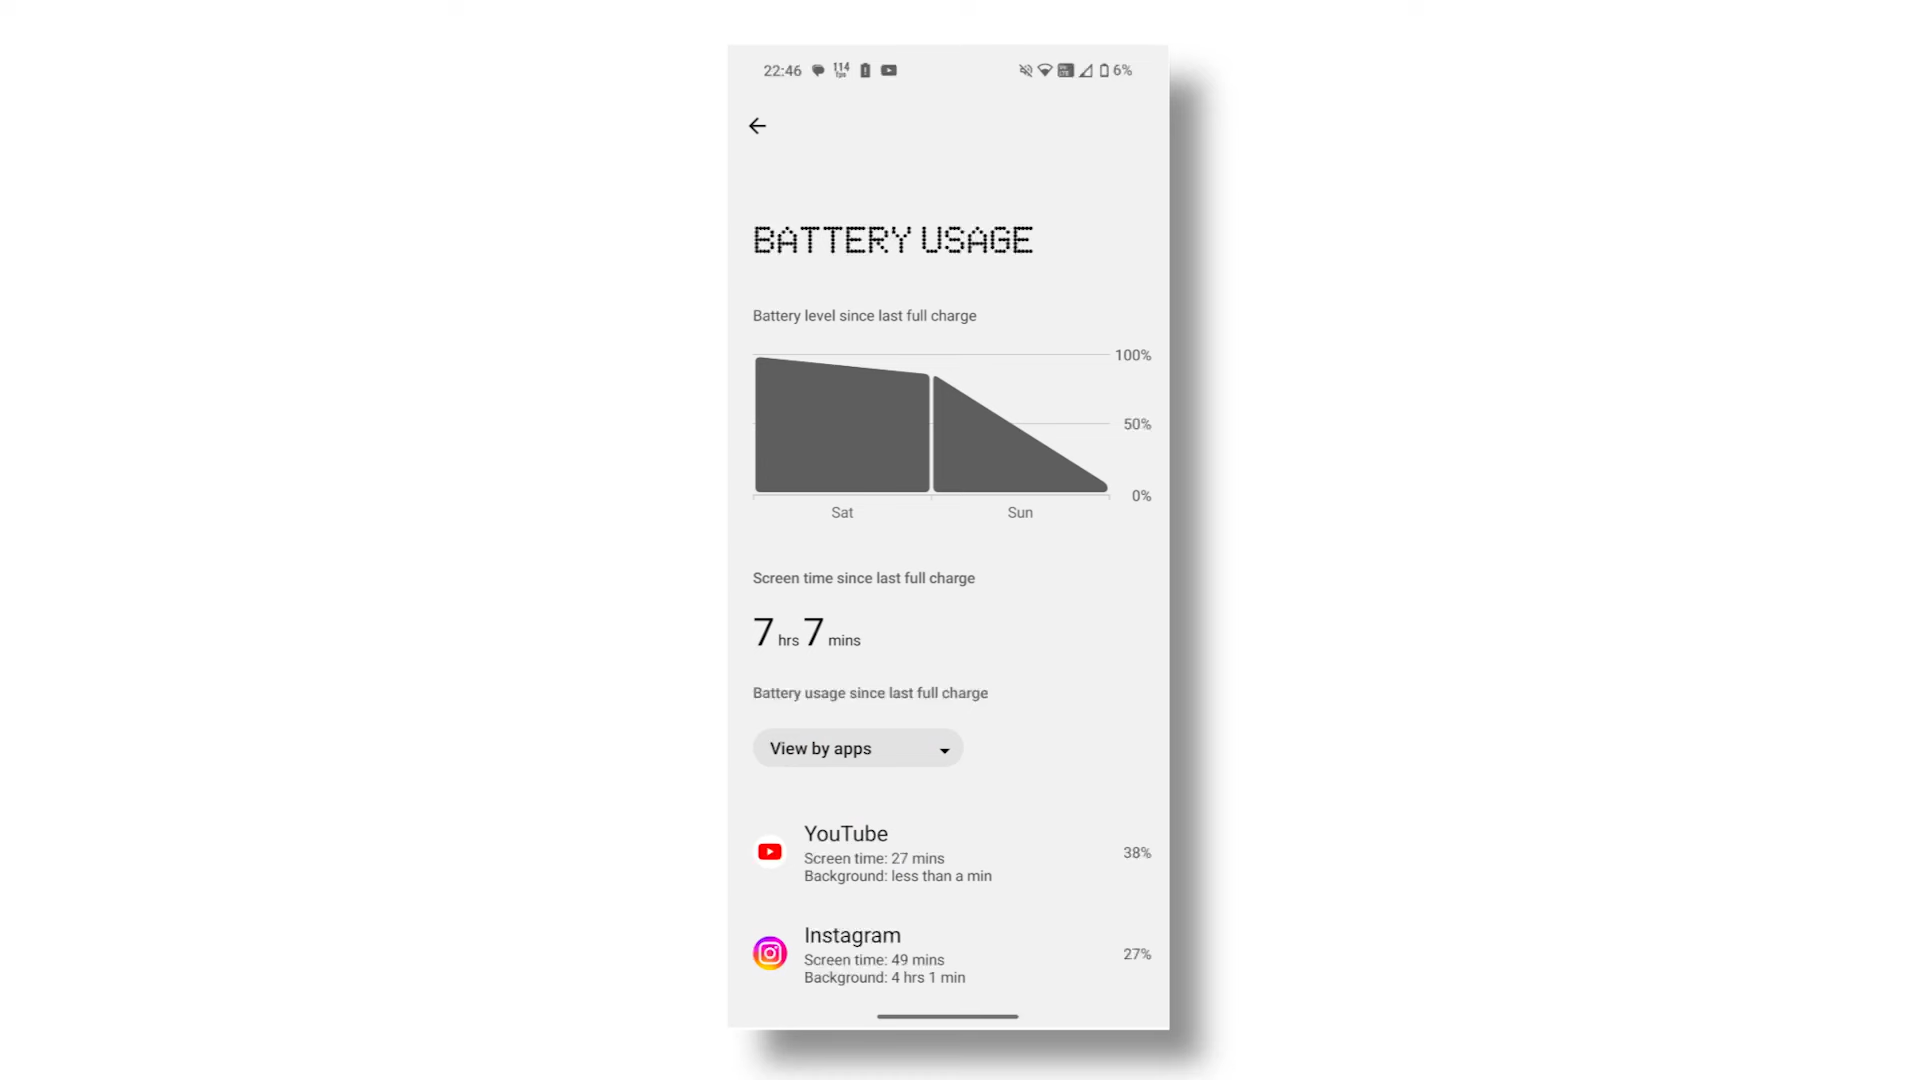 22:46 114 6%
BATTERY USAGE
Battery level since last full charge
100%
50%
0%
Sat Sun
Screen time since last full charge
7 hrs 7 mins
Battery usage since last full charge
View by apps
YouTube
Screen time: 27 mins
Background: less than a min
38%
Instagram
Screen time: 49 mins
Background: 4 hrs 1 min
27%